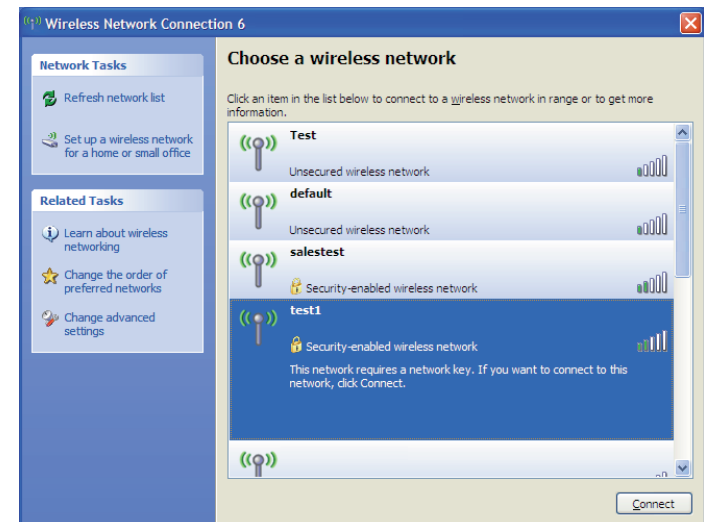 Wireless Network Connection 6
Network Tasks
Refresh network list
Set up a wireless network
for a home or small office
Related Tasks
Learn about wireless
networking
Change the order of
preferred networks
Change advanced
settings
Choose a wireless network
Click an item in the list below to connect to a wireless network in range or to get more
information.
Test
Unsecured wireless network
default
Unsecured wireless network
salestest
Security-enabled wireless network
test1
Security-enabled wireless network
This network requires a network key. If you want to connect to this
network, click Connect.
Connect